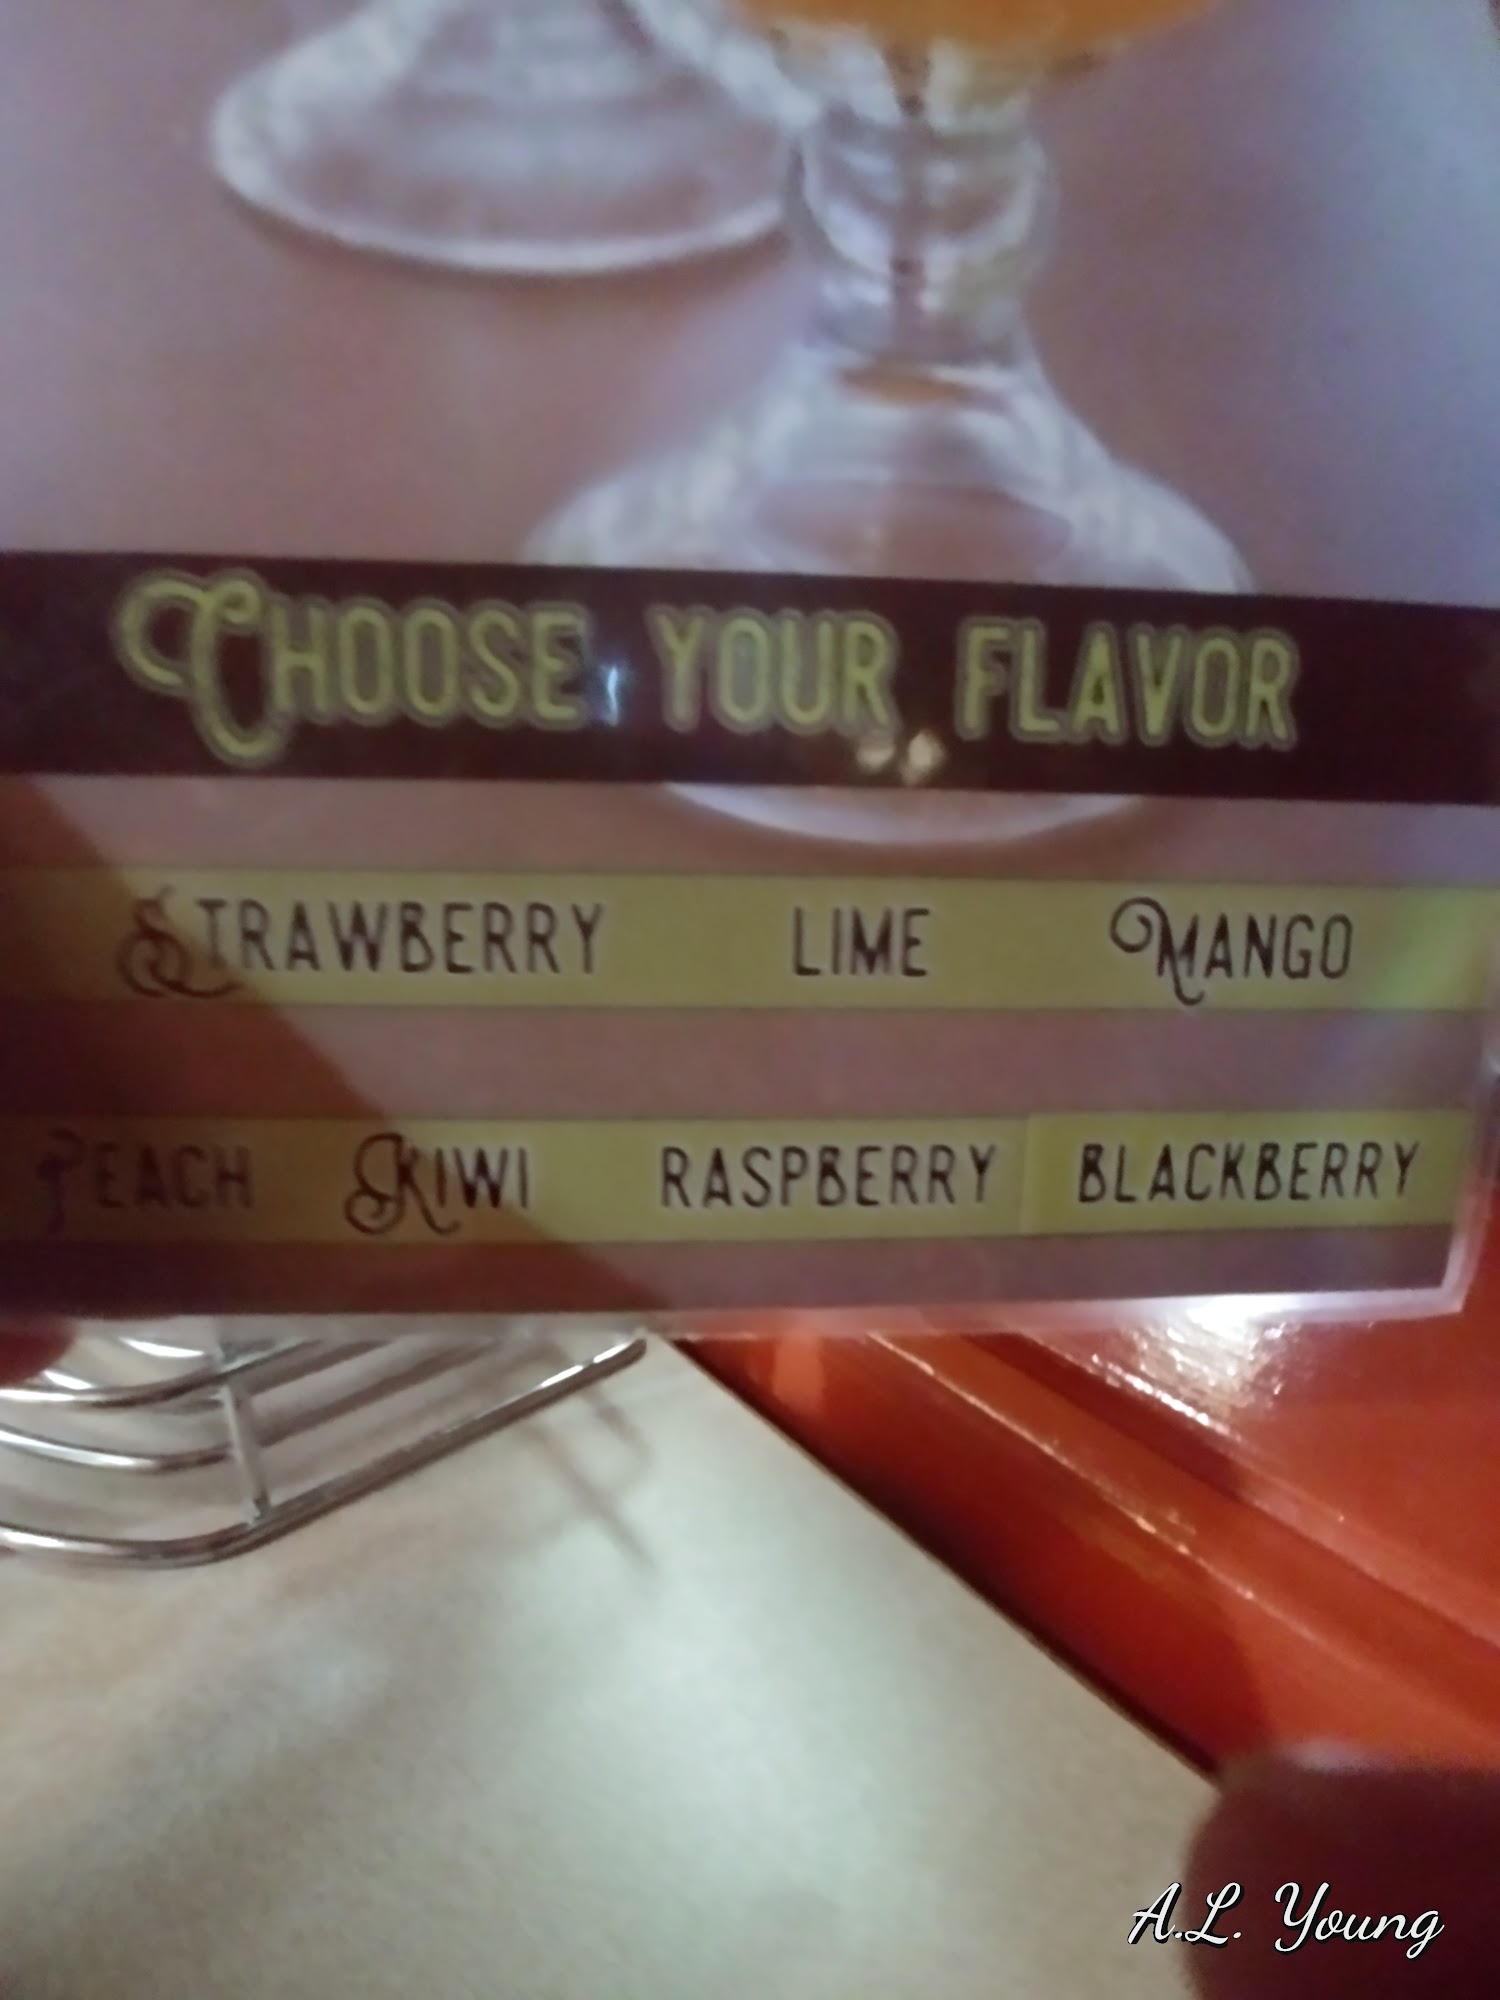 Choose your flavor
Strawberry LIME Mango
Peach Kiwi RASPBERRY BLACKBERRY
A.L. Young